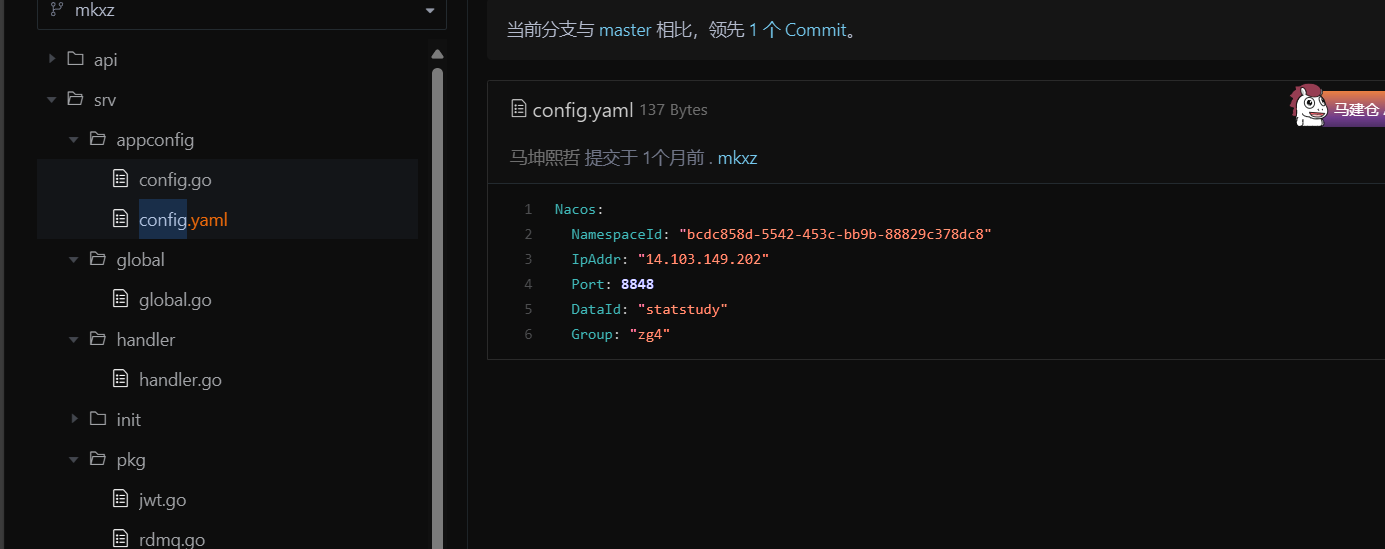 mkxz
api
srv
appconfig
config.go
config.yaml
global
global.go
handler
handler.go
init
pkg
jwt.go
rdmq.go
当前分支与 master 相比，领先 1 个 Commit。
config.yaml 137 Bytes
马建仓
马坤熙哲 提交于 1个月前 . mkxz
1 Nacos:
2 NamespaceId: "bcdc858d-5542-453c-bb9b-88829c378dc8"
3 IpAddr: "14.103.149.202"
4 Port: 8848
5 DataId: "statstudy"
6 Group: "zg4"